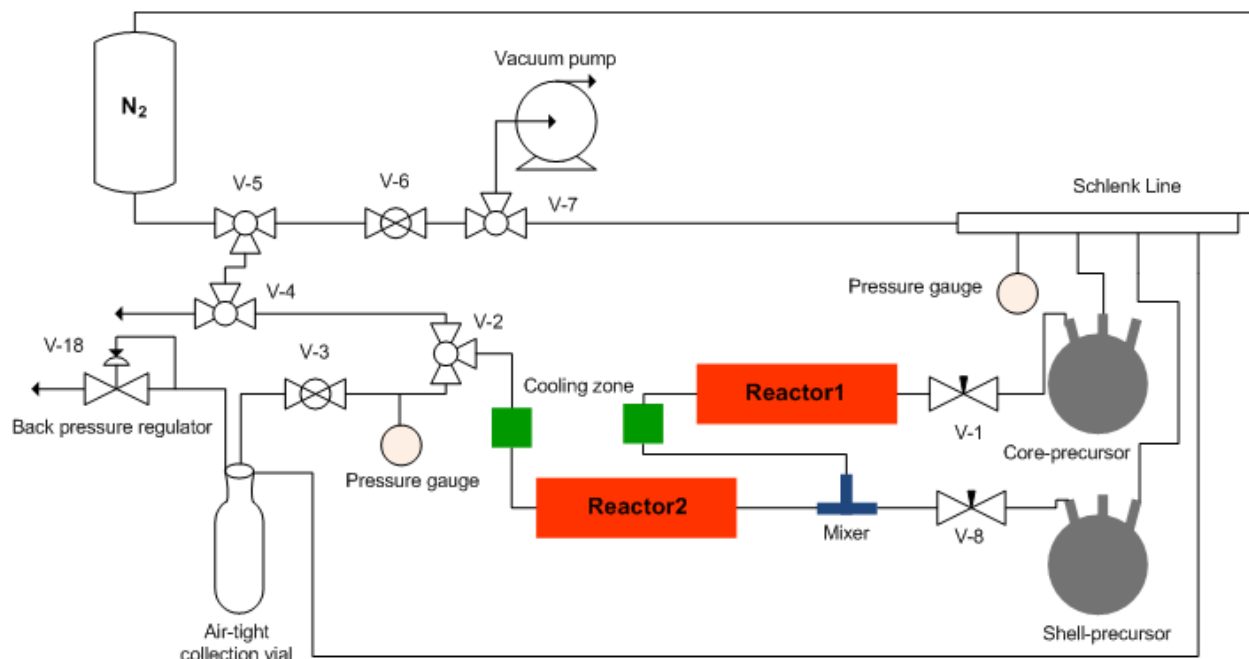 Vacuum pump
N2
V-5
V-6
V-7
Schlenk Line
V-4
Pressure gauge
V-2
V-18
V-3
Cooling zone
Reactor1
Back pressure regulator
V-1
Core-precursor
Pressure gauge
Reactor2
Mixer
V-8
Air-tight
collection vial
Shell-precursor